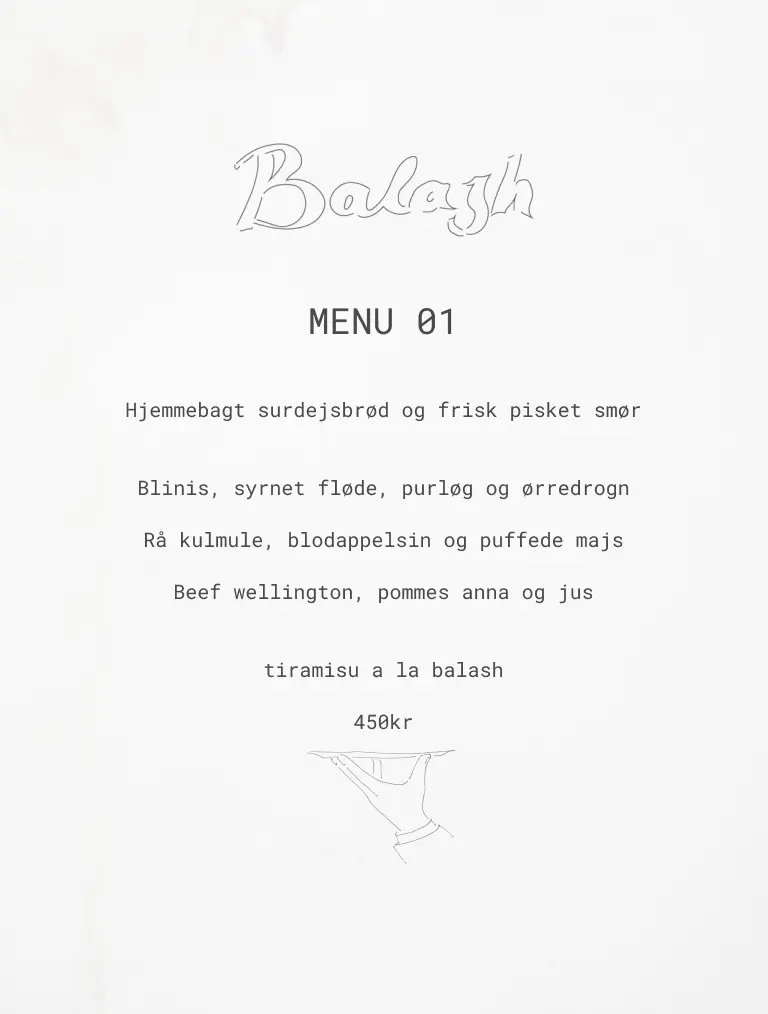 Balash
MENU 01
Hjemmebagt surdejsbrød og frisk pisket smør
Blinis, syrnet fløde, purløg og ørredrogn
Rå kulmule, blodappelsin og puffede majs
Beef wellington, pommes anna og jus
tiramisu a la balash
450kr